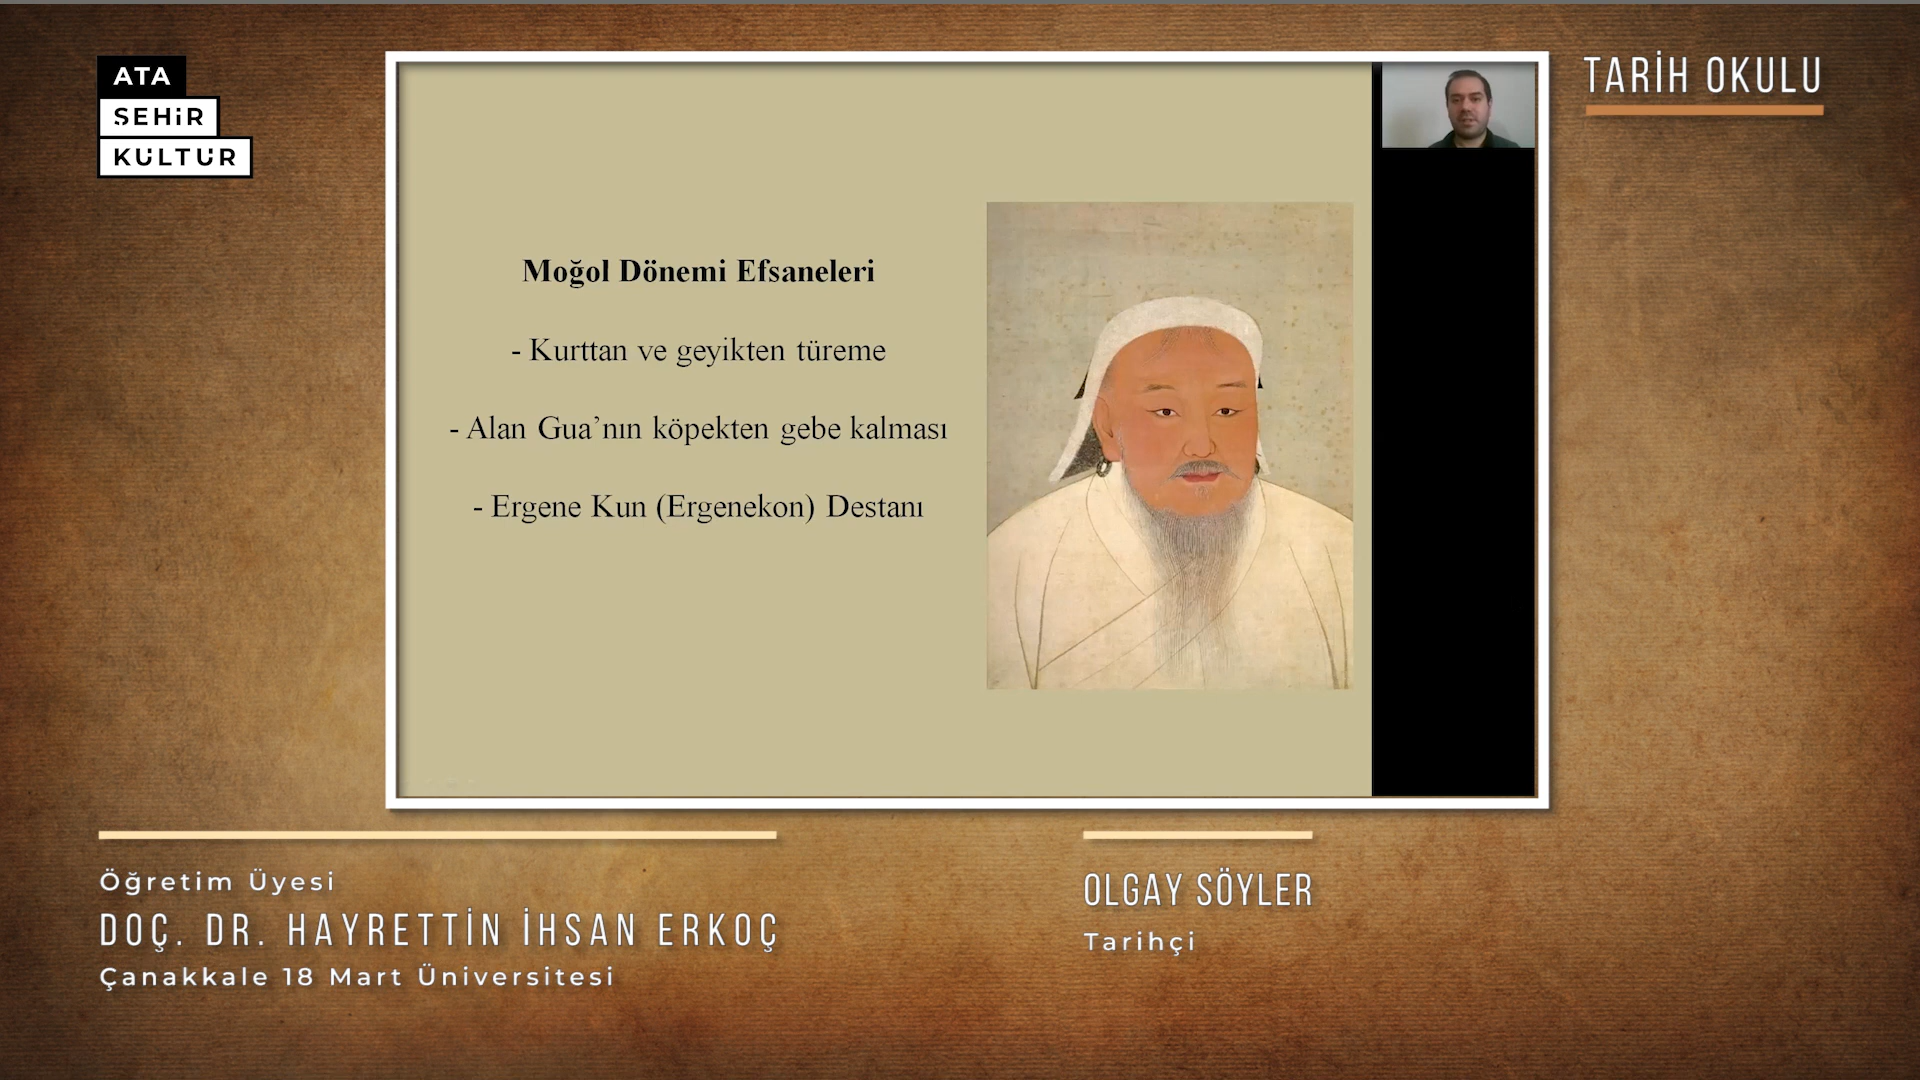 ATA
SEHiR
KÜLTÜR
TARİH OKULU
Moğol Dönemi Efsaneleri
- Kurttan ve geyikten türeme
- Alan Gua’nın köpekten gebe kalması
- Ergene Kun (Ergenekon) Destanı
Öğretim Üyesi
DOÇ. DR. HAYRETTİN İHSAN ERKOÇ
Çanakkale 18 Mart Üniversitesi
OLGAY SÖYLER
Tarihçi